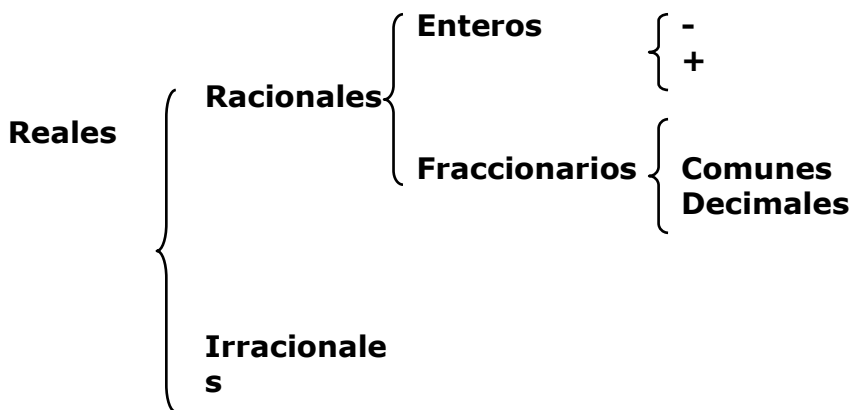 Enteros
-
+
Racionales
Reales
Fraccionarios
Comunes
Decimales
Irracionale
s